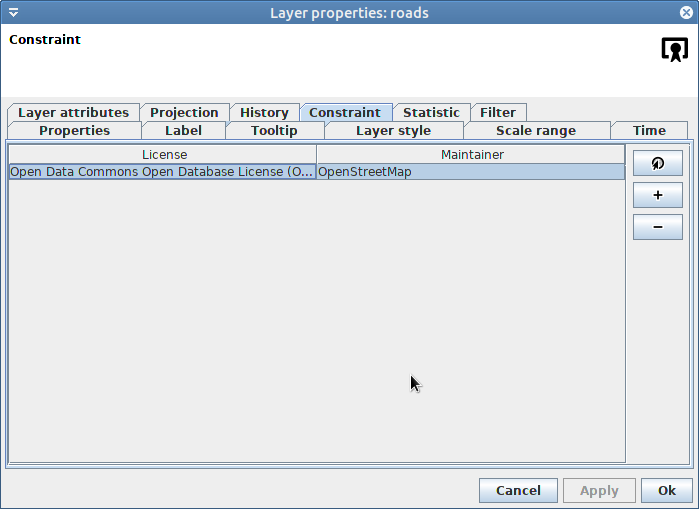 Layer properties: roads
Constraint
Layer attributes Projection History Constraint Statistic Filter
Properties Label Tooltip Layer style Scale range Time
License Maintainer
Open Data Commons Open Database License (O... OpenStreetMap
+
−
Cancel Apply Ok